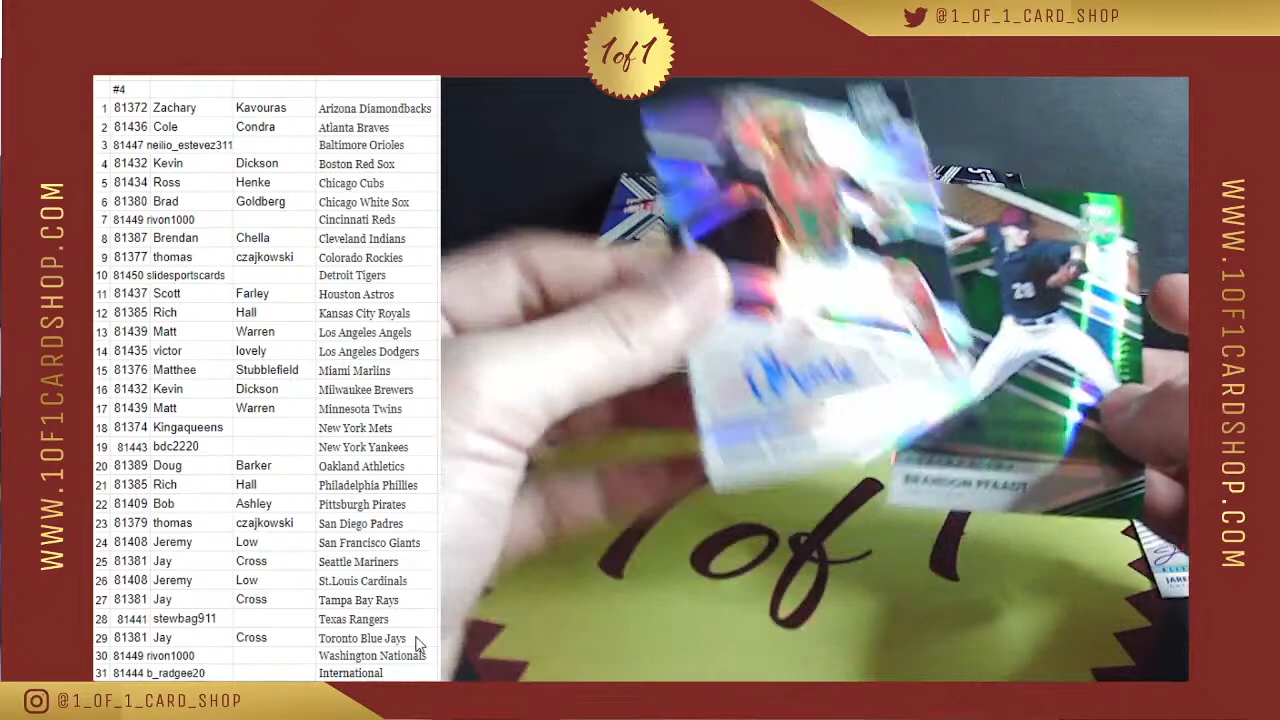 @1_OF_1_CARD_SHOP
1of1
WWW.1OF1CARDSHOP.COM
#4
1 81372 Zachary Kavouras Arizona Diamondbacks
2 81436 Cole Condra Atlanta Braves
3 81447 neilio_estevez311 Baltimore Orioles
4 81432 Kevin Dickson Boston Red Sox
5 81434 Ross Henke Chicago Cubs
6 81380 Brad Goldberg Chicago White Sox
7 81449 rivon1000 Cincinnati Reds
8 81387 Brendan Chella Cleveland Indians
9 81377 thomas czajkowski Colorado Rockies
10 81450 slidesportscards Detroit Tigers
11 81437 Scott Farley Houston Astros
12 81385 Rich Hall Kansas City Royals
13 81439 Matt Warren Los Angeles Angels
14 81435 victor lovely Los Angeles Dodgers
15 81376 Matthee Stubblefield Miami Marlins
16 81432 Kevin Dickson Milwaukee Brewers
17 81439 Matt Warren Minnesota Twins
18 81374 Kingaqueens New York Mets
19 81443 bdc2220 New York Yankees
20 81389 Doug Barker Oakland Athletics
21 81385 Rich Hall Philadelphia Phillies
22 81409 Bob Ashley Pittsburgh Pirates
23 81379 thomas czajkowski San Diego Padres
24 81408 Jeremy Low San Francisco Giants
25 81381 Jay Cross Seattle Mariners
26 81408 Jeremy Low St.Louis Cardinals
27 81381 Jay Cross Tampa Bay Rays
28 81441 stewbag911 Texas Rangers
29 81381 Jay Cross Toronto Blue Jays
30 81449 rivon1000 Washington Nationals
31 81444 b_radgee20 International
20
BRANDON PFAADT
1of1
JARE
WWW.1OF1CARDSHOP.COM
@1_OF_1_CARD_SHOP